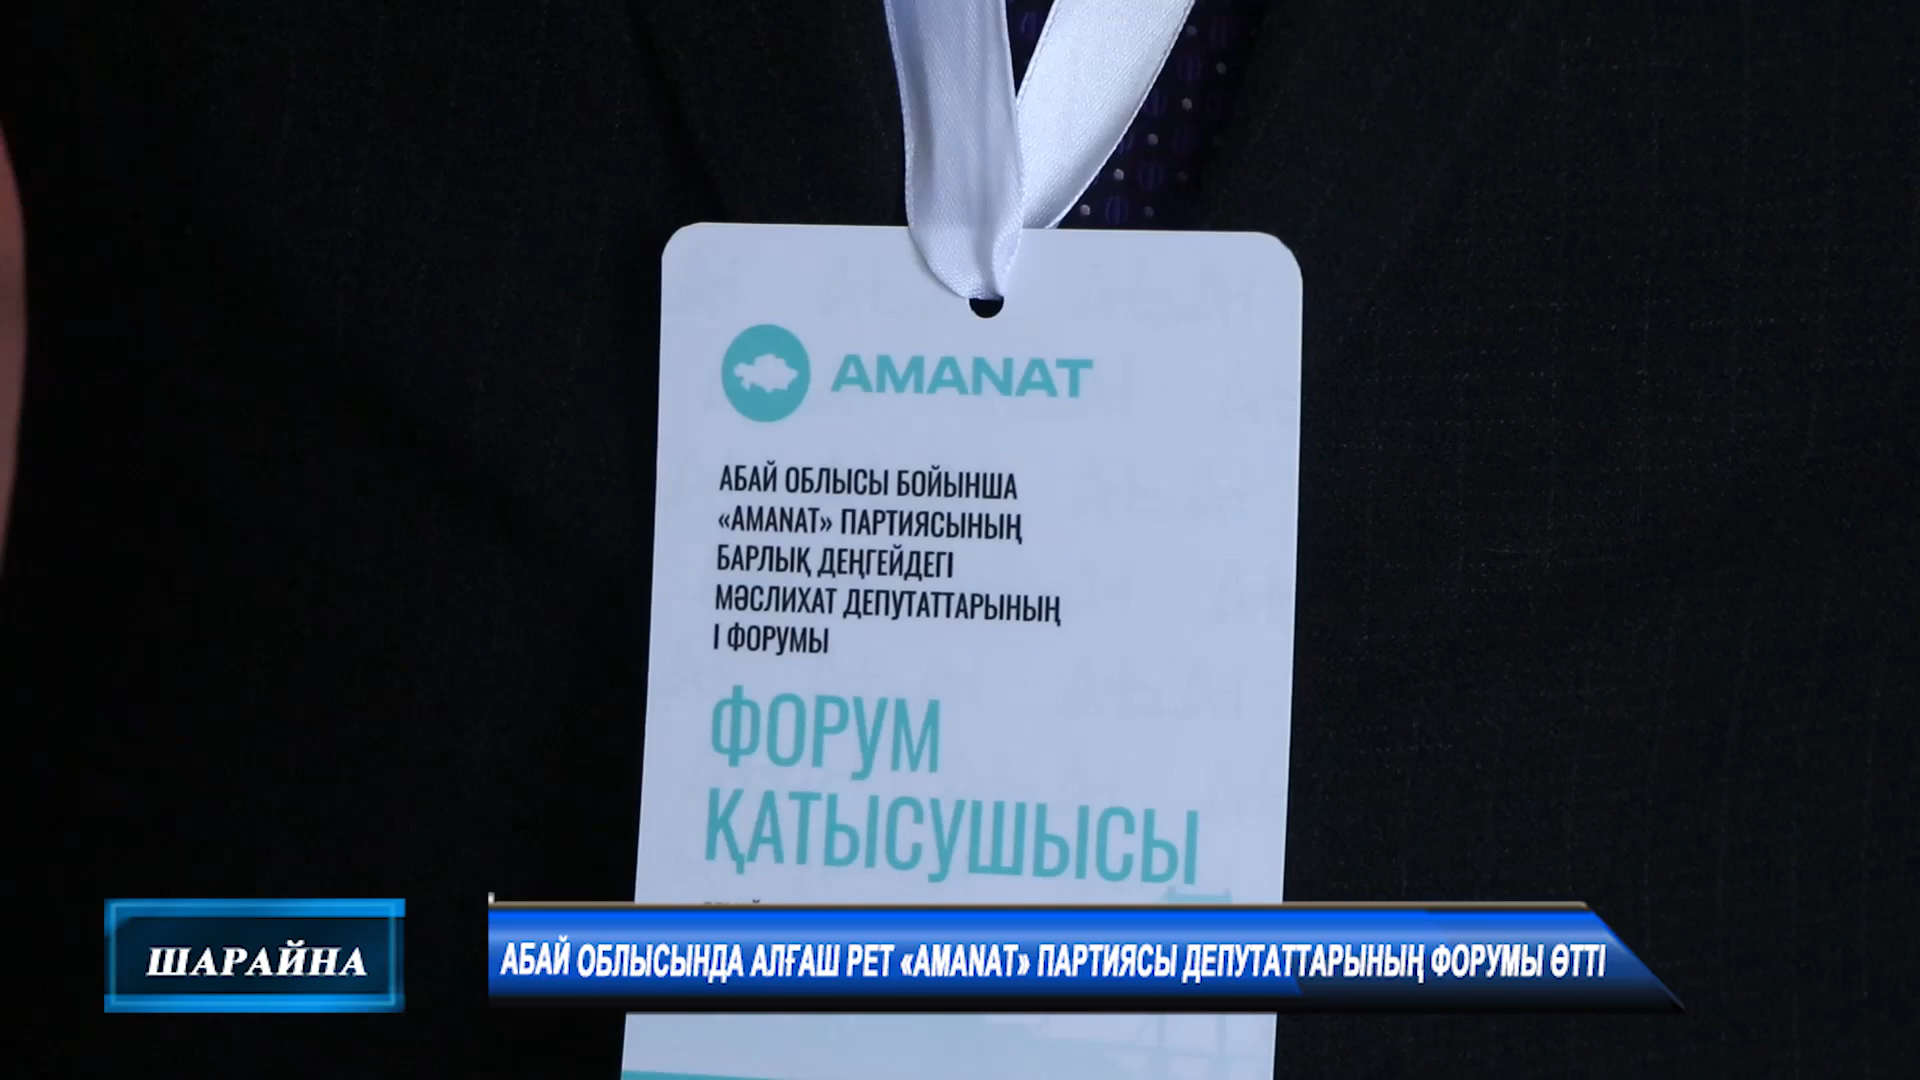 AMANAT
АБАЙ ОБЛЫСЫ БОЙЫНША
«AMANAT» ПАРТИЯСЫНЫҢ
БАРЛЫҚ ДЕҢГЕЙДЕГІ
МӘСЛИХАТ ДЕПУТАТТАРЫНЫҢ
I ФОРУМЫ
ФОРУМ
ҚАТЫСУШЫСЫ
ШАРАЙНА
АБАЙ ОБЛЫСЫНДА АЛҒАШ РЕТ «AMANAT» ПАРТИЯСЫ ДЕПУТАТТАРЫНЫҢ ФОРУМЫ ӨТТІ